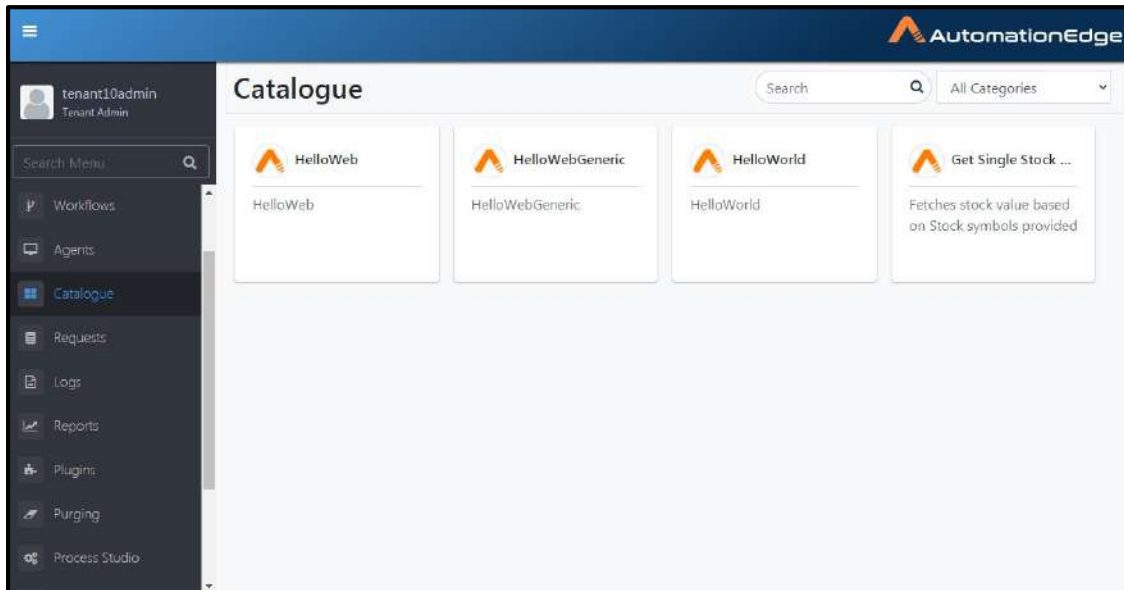 AutomationEdge
tenant10admin
Tenant Admin
Search Menu
Workflows
Agents
Catalogue
Requests
Logs
Reports
Plugins
Purging
Process Studio
Catalogue
Search
All Categories
HelloWeb
HelloWeb
HelloWebGeneric
HelloWebGeneric
HelloWorld
HelloWorld
Get Single Stock ...
Fetches stock value based
on Stock symbols provided